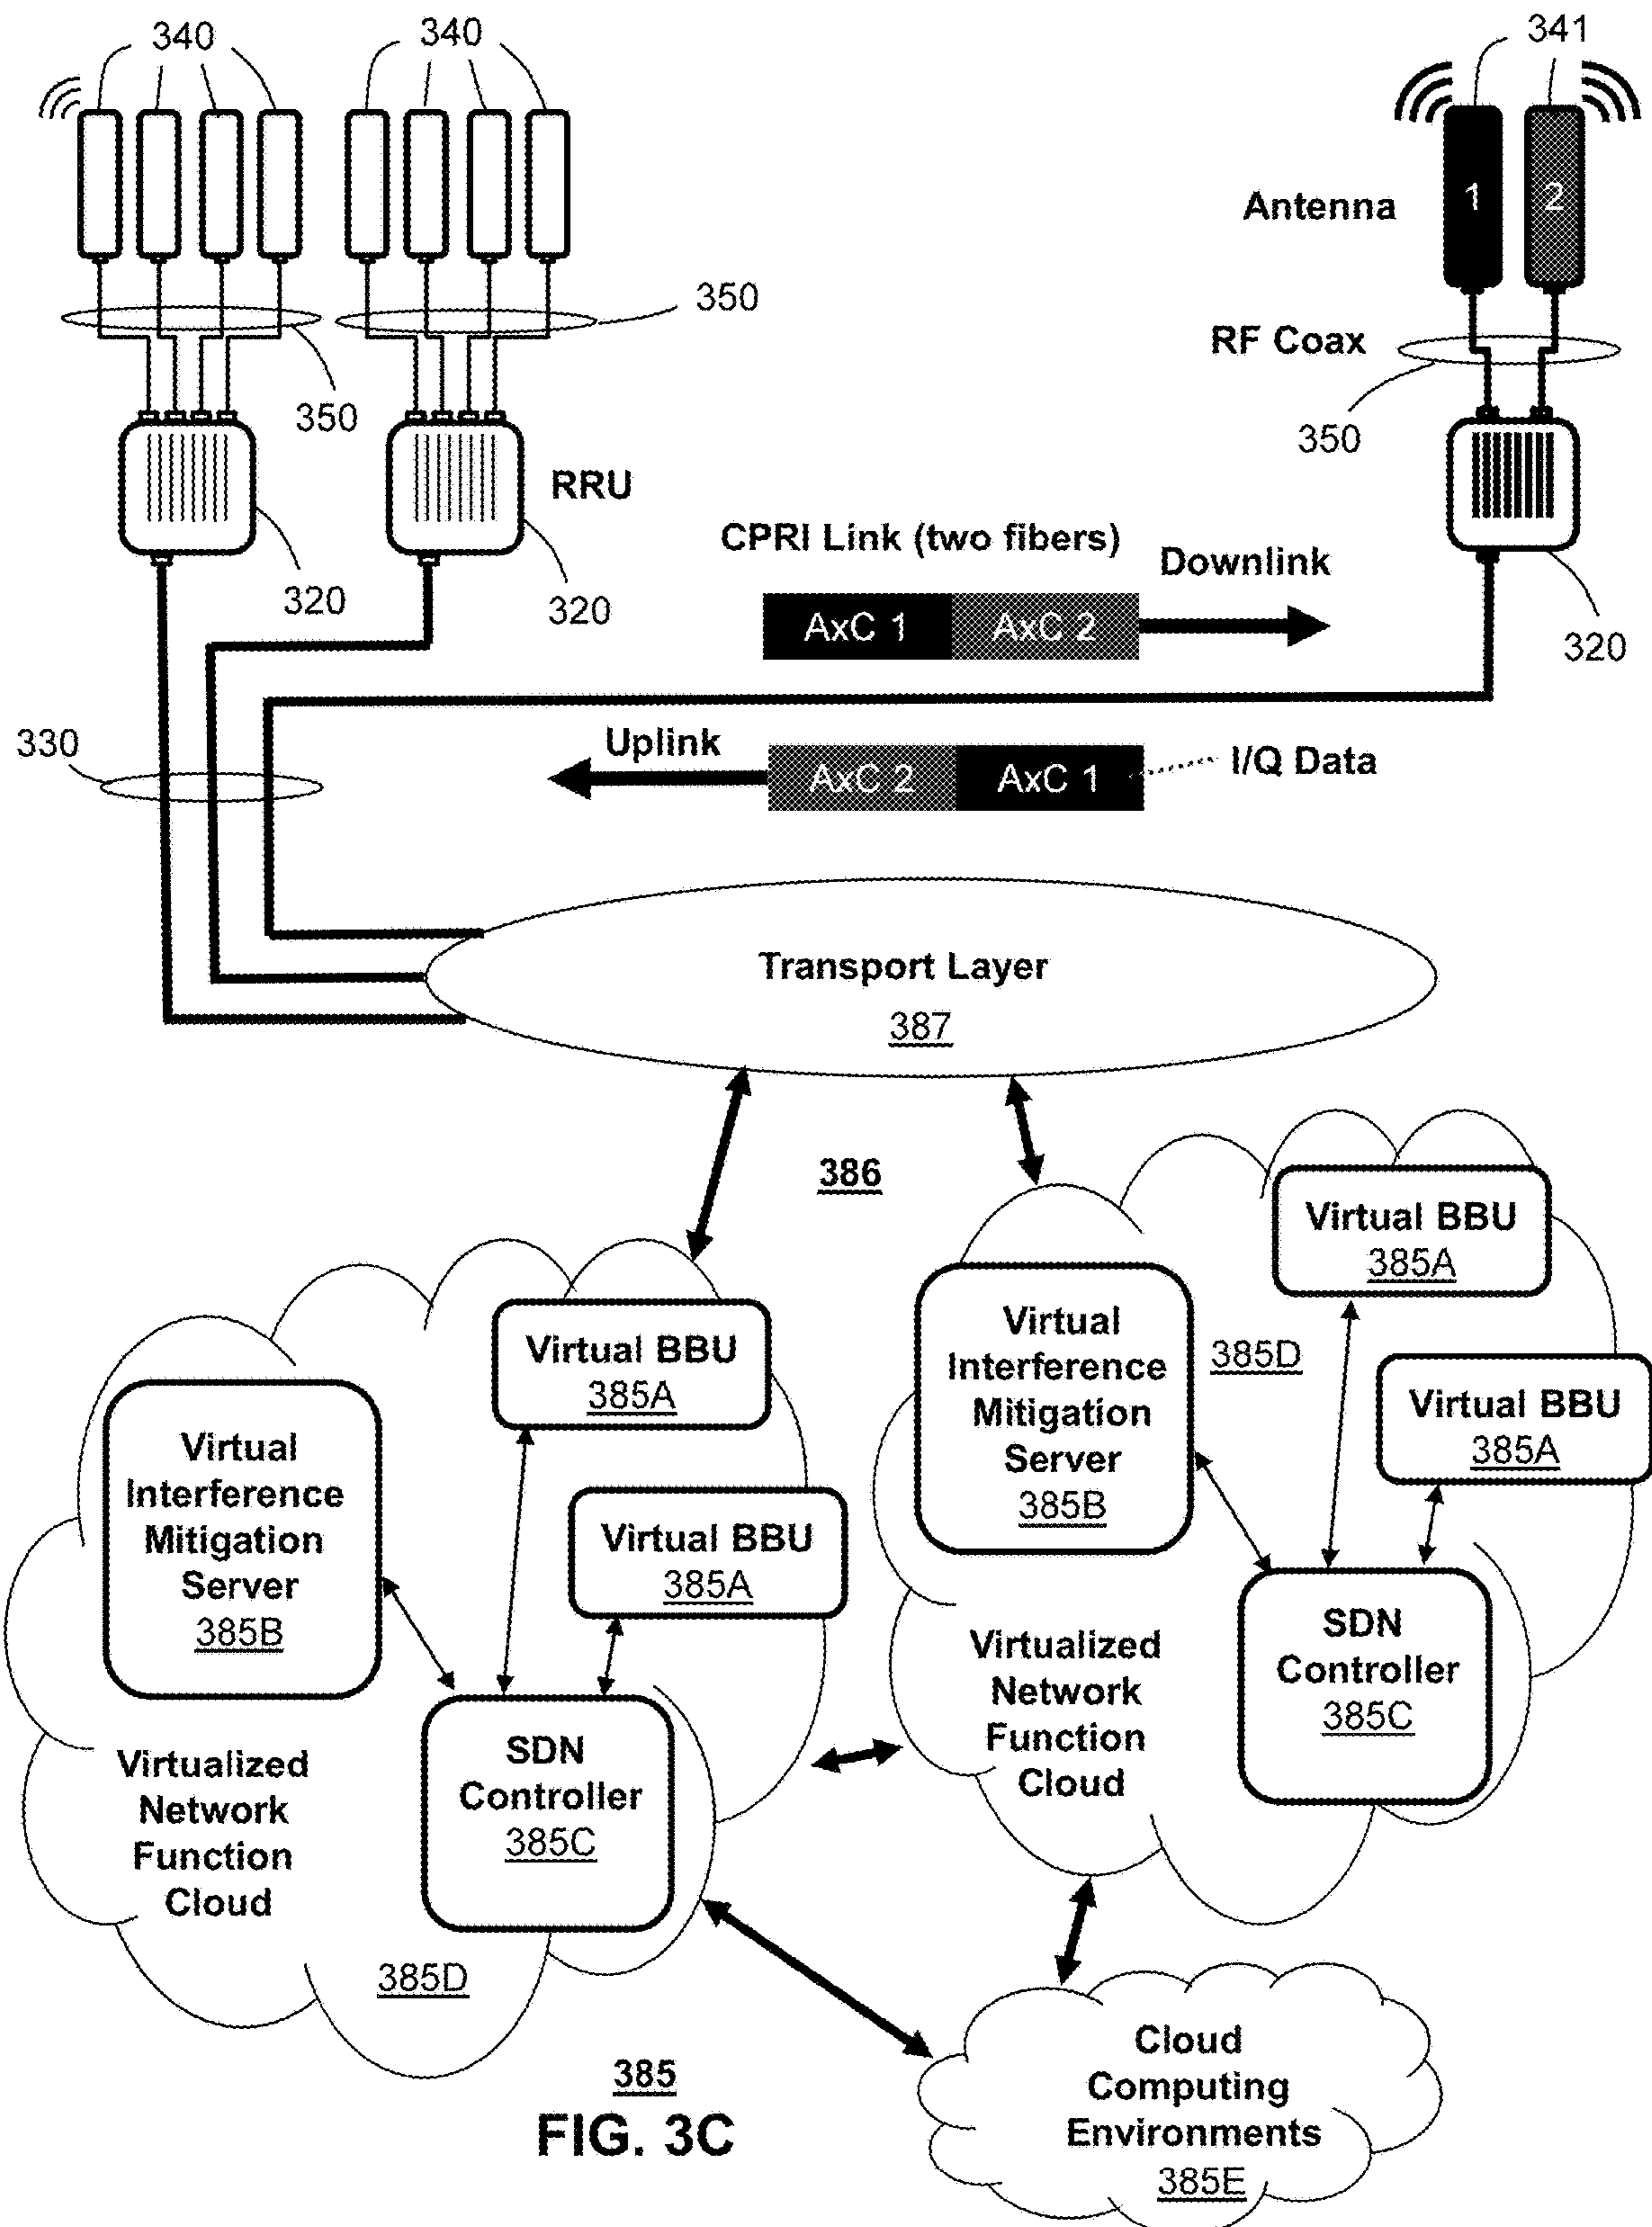 340
340
341
1
2
Antenna
350
RF Coax
350
350
RRU
CPRI Link (two fibers)
Downlink
320
320
AxC 1
AxC 2
320
330
Uplink
AxC 2
AxC 1
I/Q Data
Transport Layer
387
386
Virtual BBU
385A
Virtual
Interference
Mitigation
Server
385B
385D
Virtual BBU
385A
Virtual BBU
385A
Virtual
Interference
Mitigation
Server
385B
Virtual BBU
385A
SDN
Controller
385C
Virtualized
Network
Function
Cloud
SDN
Controller
385C
Virtualized
Network
Function
Cloud
385D
Cloud
Computing
Environments
385E
385
FIG. 3C